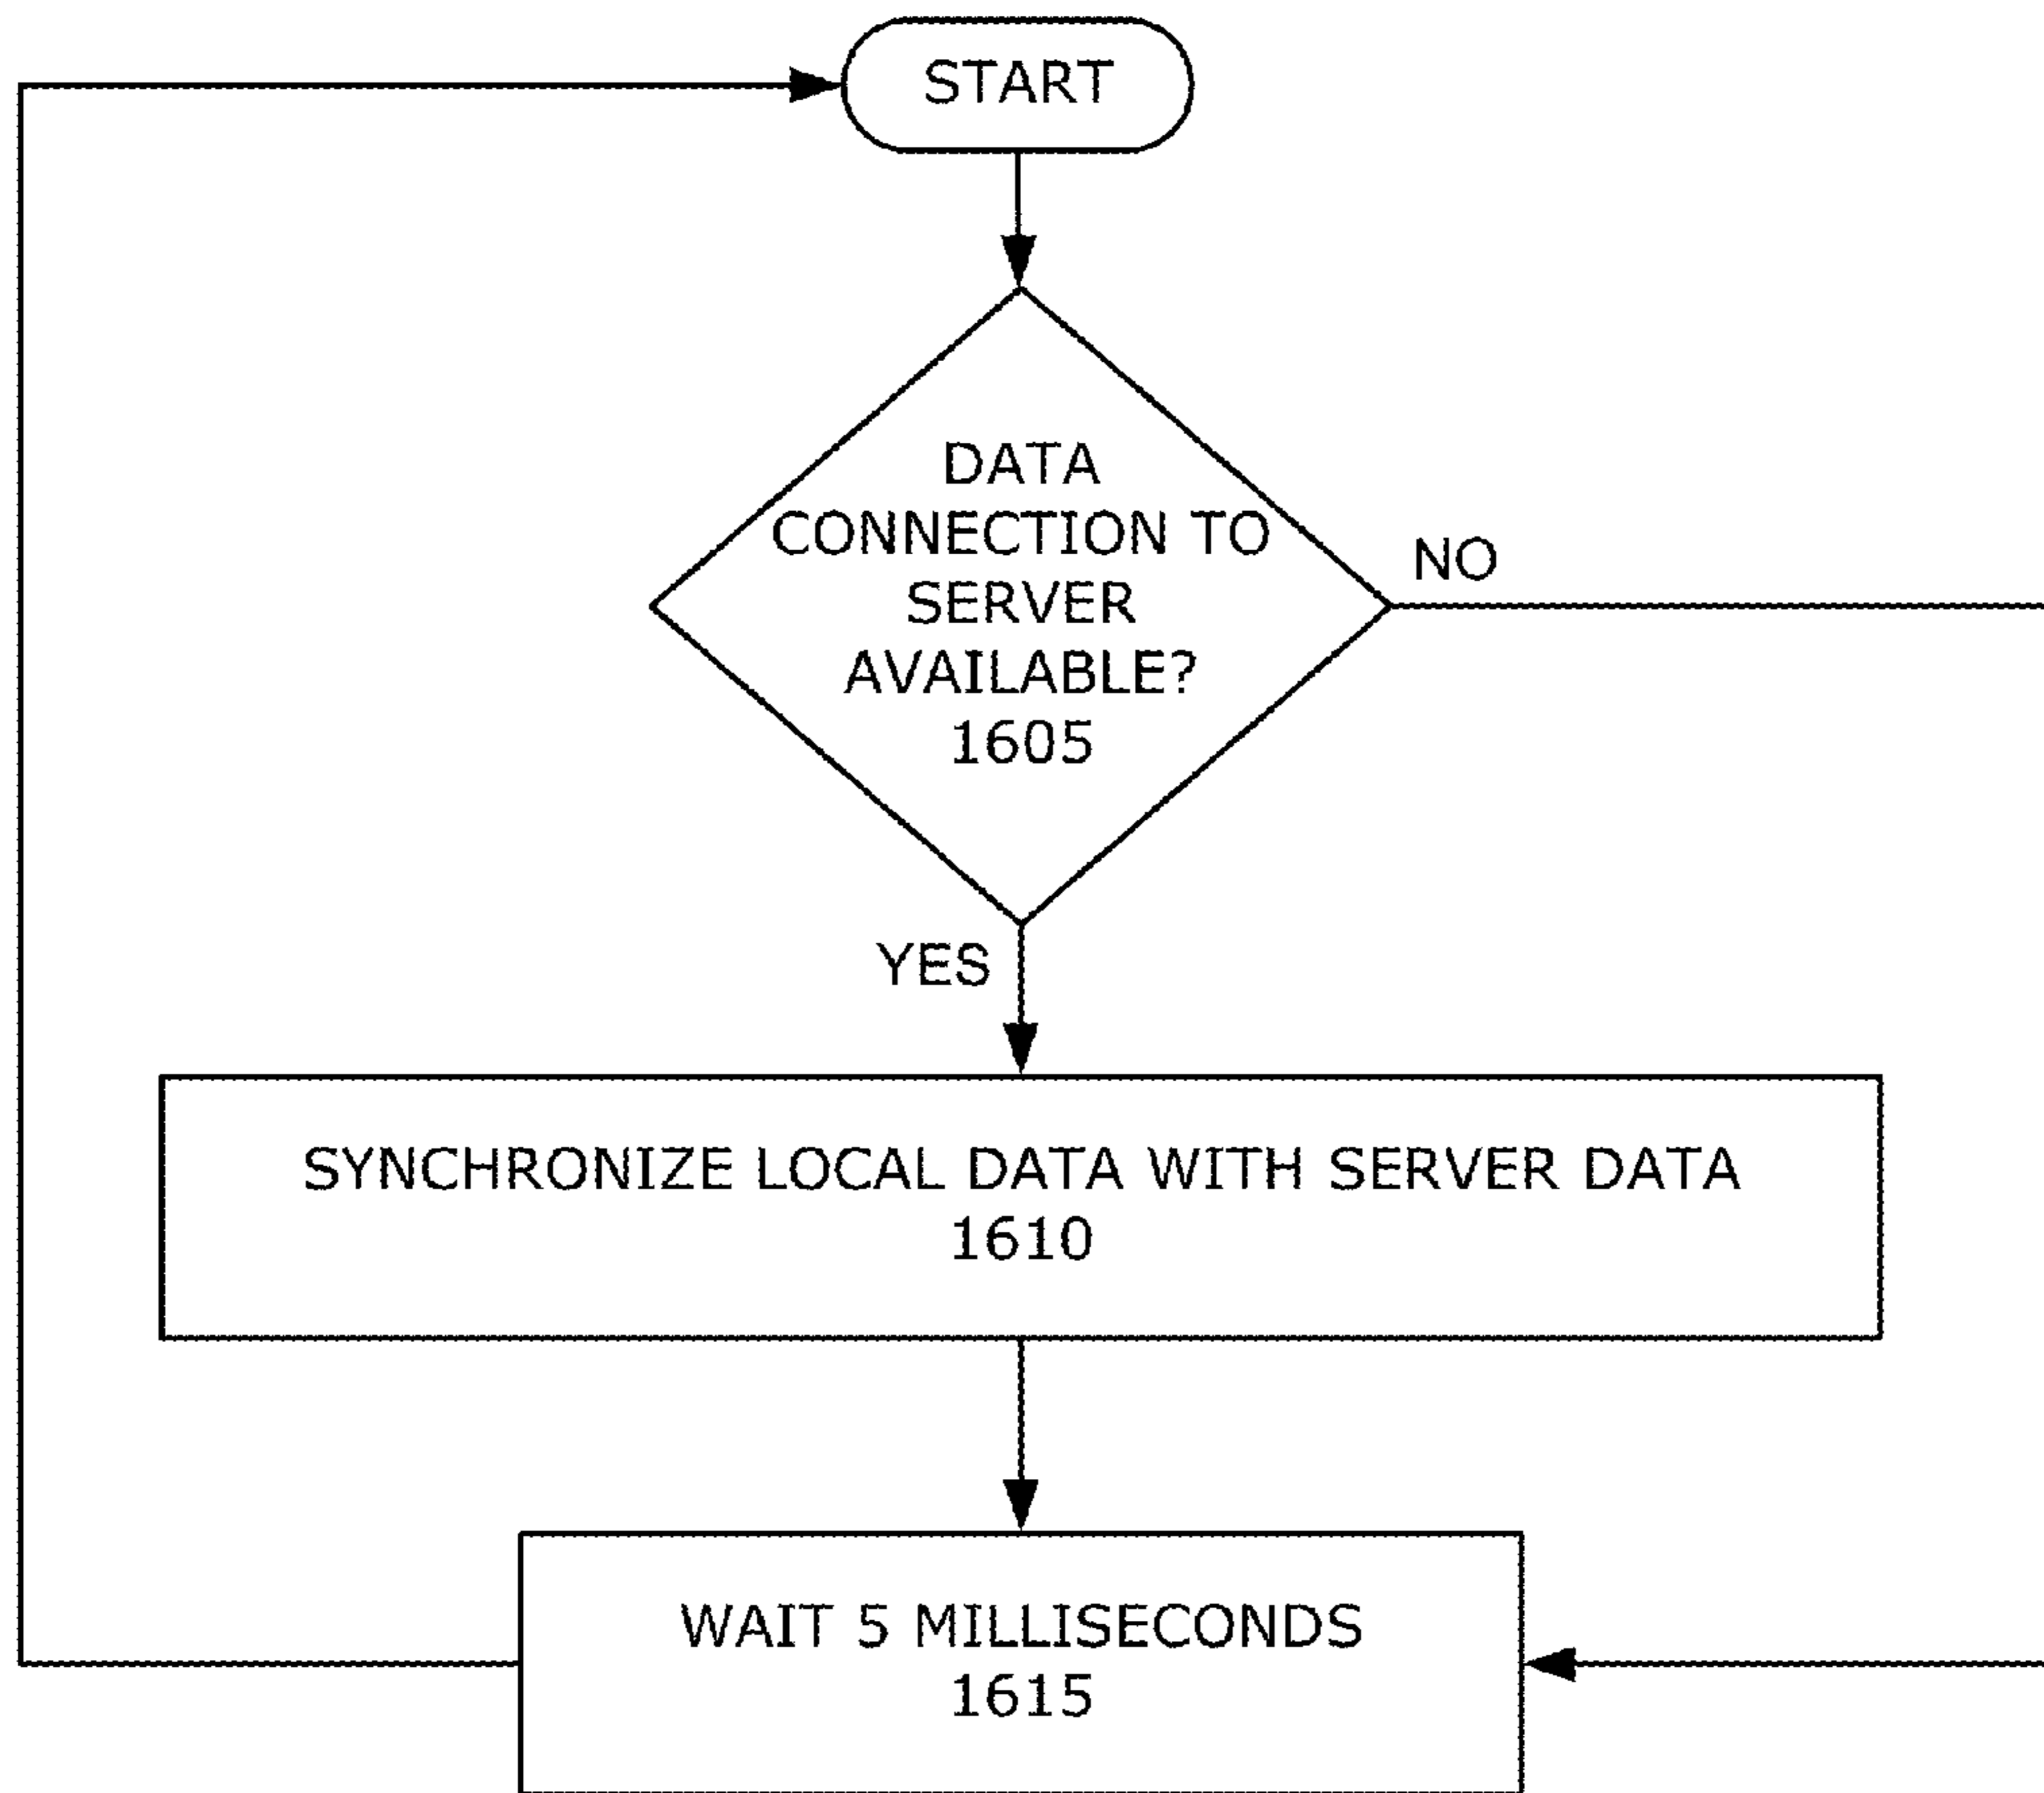 START
DATA
CONNECTION TO
SERVER
AVAILABLE?
1605
NO
YES
SYNCHRONIZE LOCAL DATA WITH SERVER DATA
1610
WAIT 5 MILLISECONDS
1615